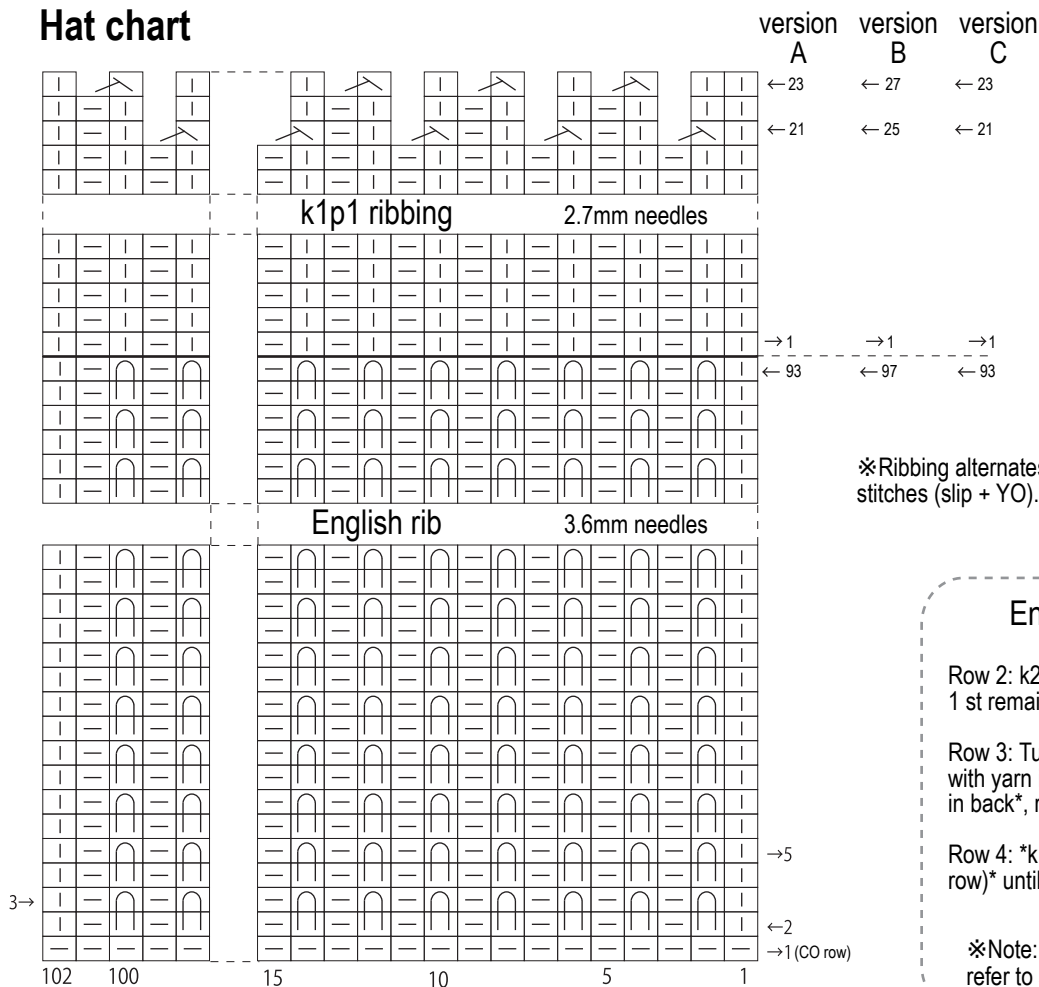 Hat chart
version version version
A B C
←23 ←27 ←23
←21 ←25 ←21
k1p1 ribbing 2.7mm needles
→1 →1 →1
←93 ←97 ←93
※Ribbing alternates
stitches (slip + YO).
English rib 3.6mm needles
En
Row 2: k2
1 st remai
Row 3: Tu
with yarn
in back*, r
→5
Row 4: *k
row)* until
3→
←2
→1 (CO row)
※Note:
refer to
102 100 15 10 5 1